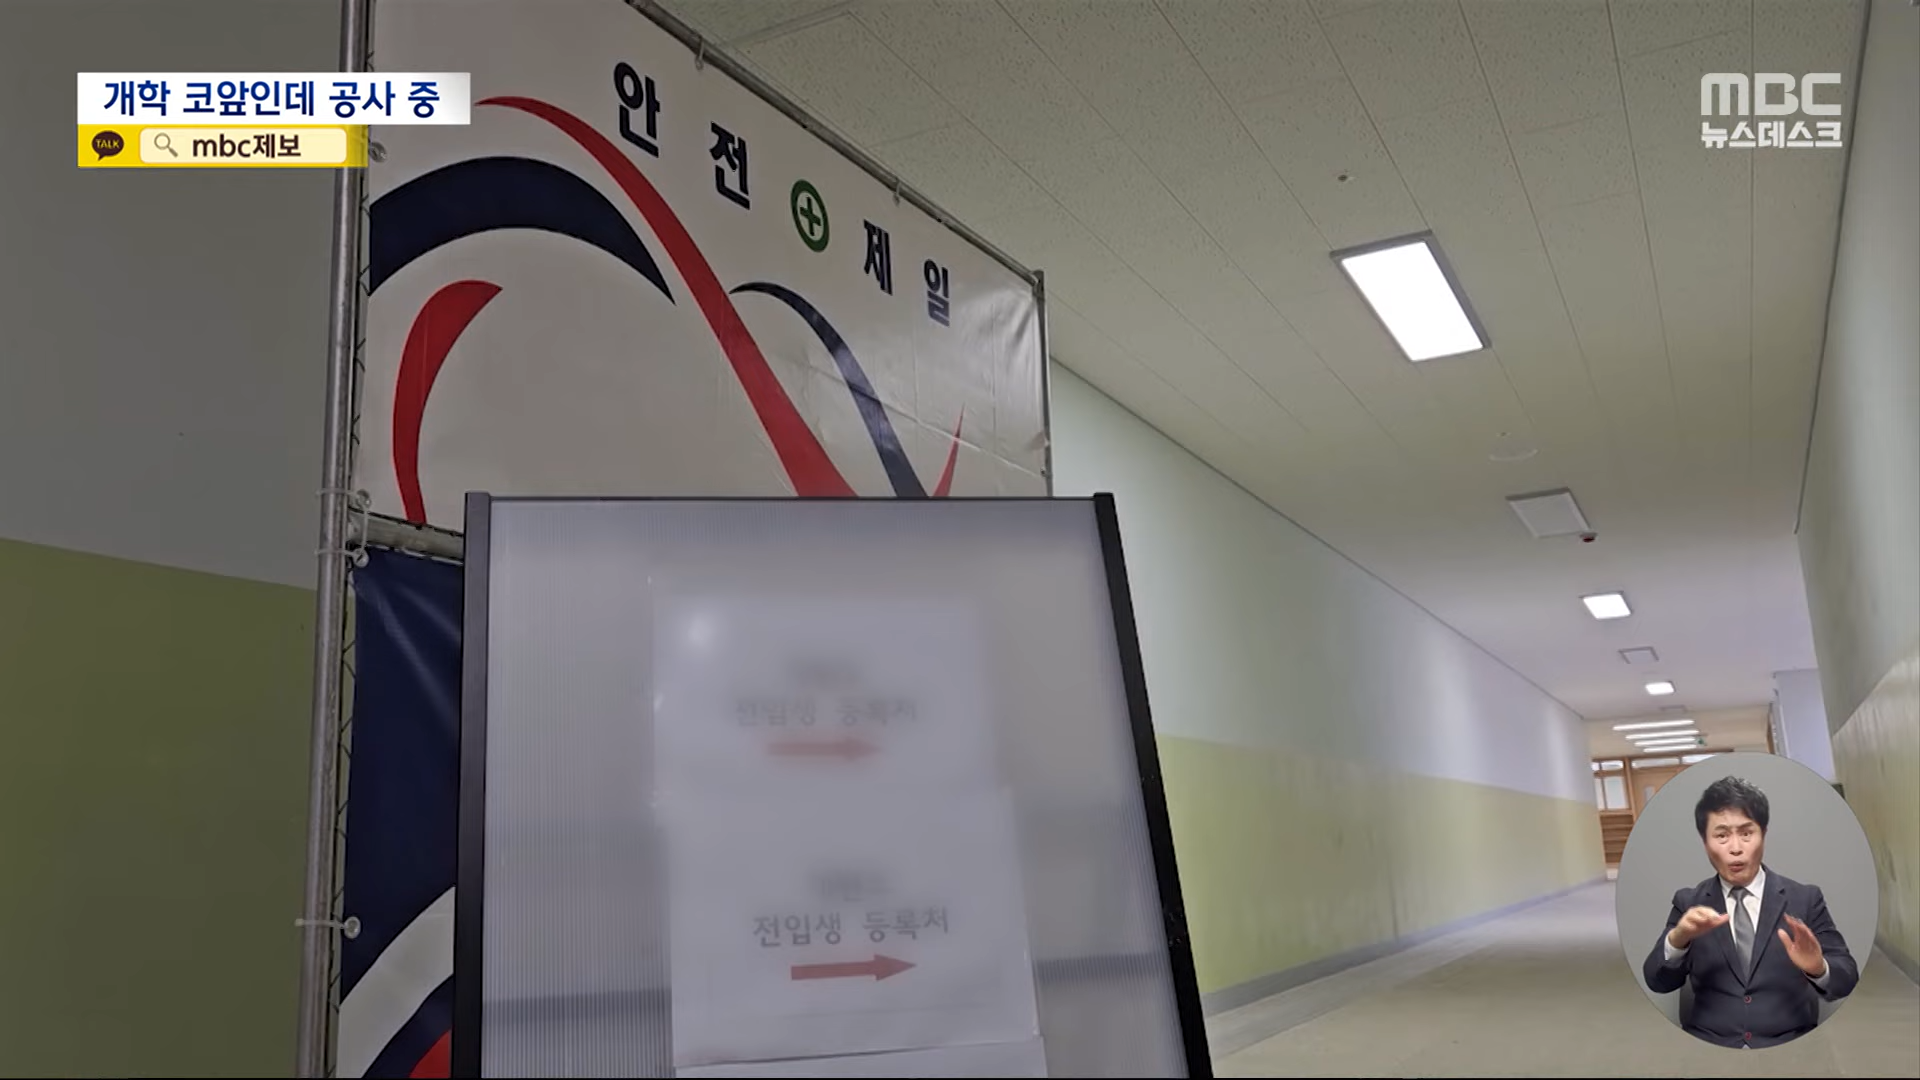 개학 코앞인데 공사 중
TALK mbc제보
MBC
뉴스데스크
안전제일
전입생 등록처
전입생 등록처